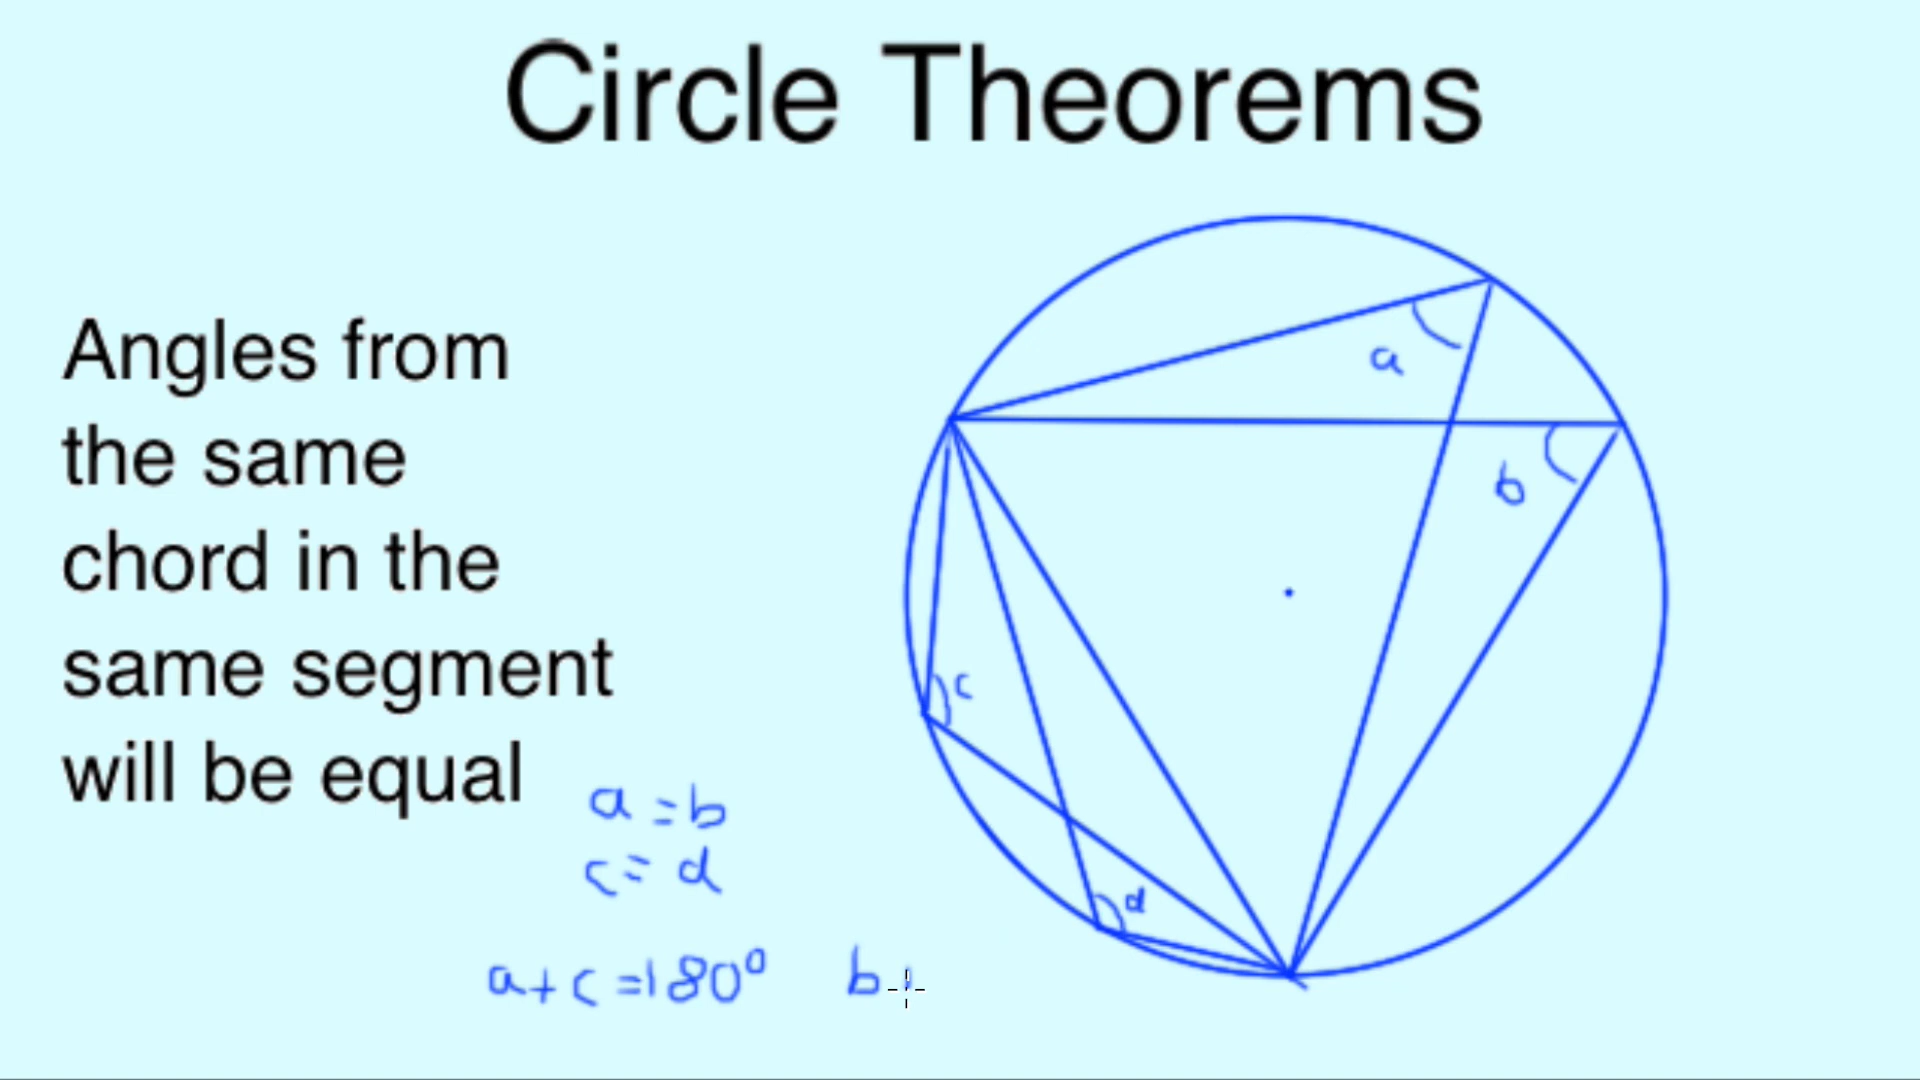 Circle Theorems
Angles from
the same
chord in the
same segment
will be equal
a = b
c = d
a + c = 180°   b +
a
b
c
d